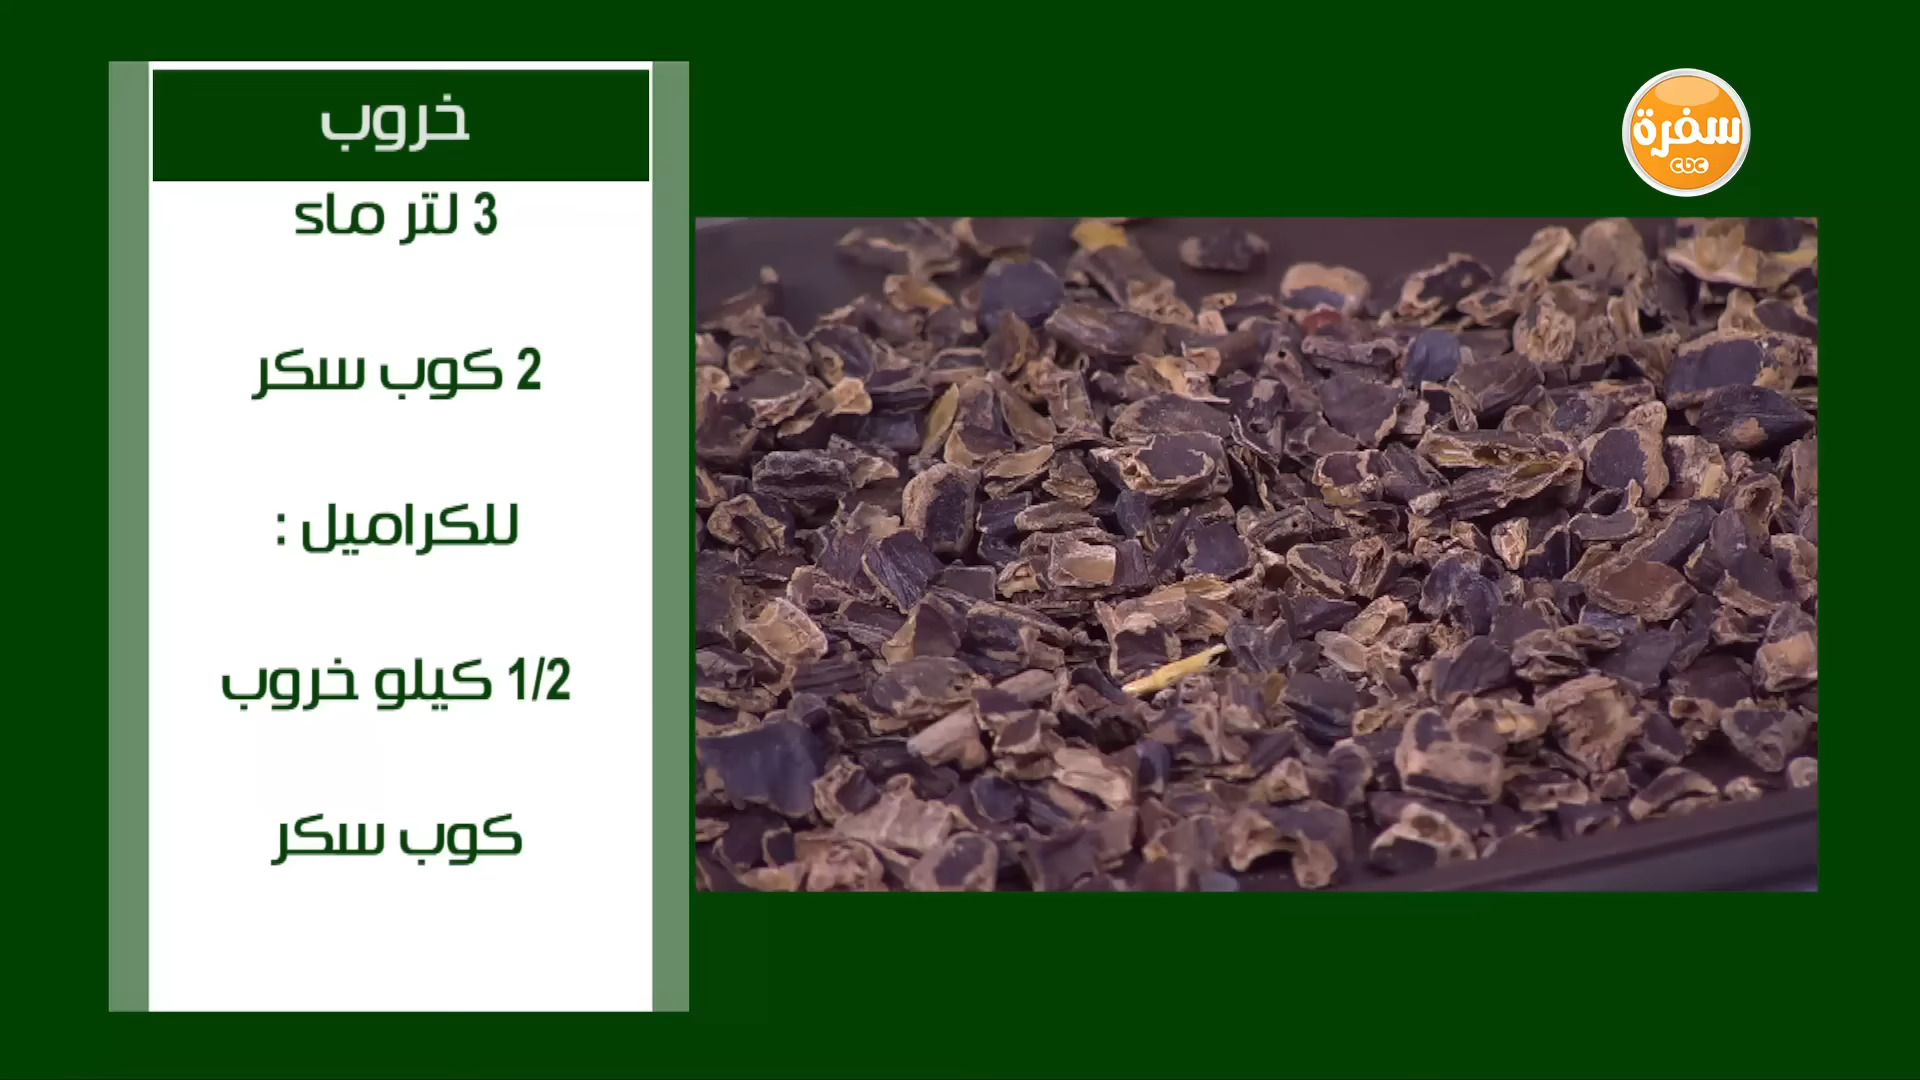 خروب
3 لتر ماء
2 كوب سكر
للكراميل :
1/2 كيلو خروب
كوب سكر
سفرة
cbc